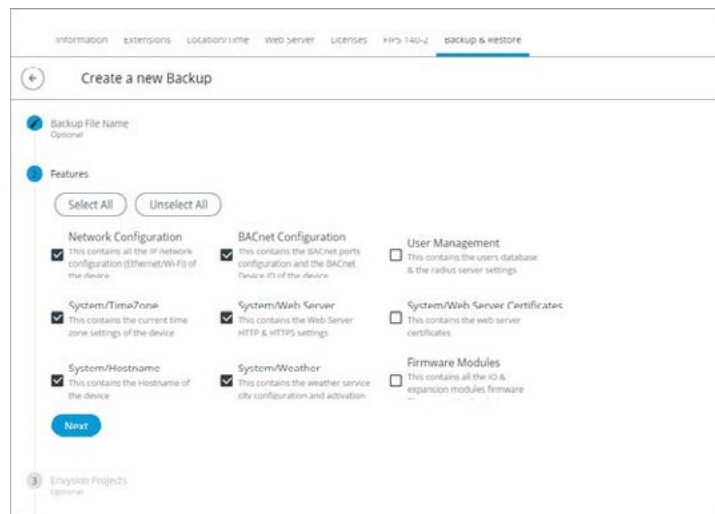 Information Extensions Location/Time Web Server Licenses FIPS 140-2 Backup & Restore
Create a new Backup
Backup File Name
Optional
2 Features
Select All Unselect All
Network Configuration
This contains all the IP network
configuration (Ethernet/Wi-Fi) of
the device
BACnet Configuration
This contains the BACnet ports
configuration and the BACnet
Device ID of the device
User Management
This contains the users database
& the radius server settings
System/TimeZone
This contains the current time
zone settings of the device
System/Web Server
This contains the Web Server
HTTP & HTTPS settings
System/Web Server Certificates
This contains the web server
certificates
System/Hostname
This contains the Hostname of
the device
System/Weather
This contains the weather service
city configuration and activation
Firmware Modules
This contains all the IO &
expansion modules firmware
Next
3 Envysion Projects
Optional